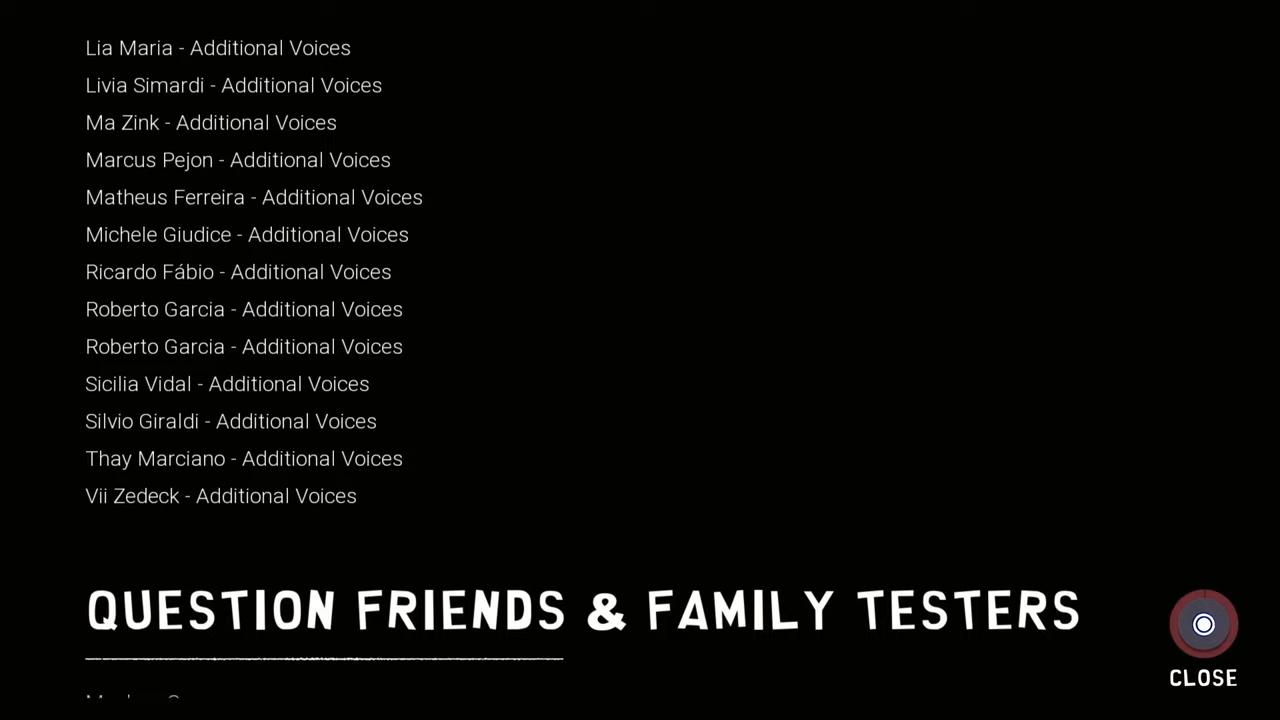 Lia Maria - Additional Voices
Livia Simardi - Additional Voices
Ma Zink - Additional Voices
Marcus Pejon - Additional Voices
Matheus Ferreira - Additional Voices
Michele Giudice - Additional Voices
Ricardo Fábio - Additional Voices
Roberto Garcia - Additional Voices
Roberto Garcia - Additional Voices
Sicilia Vidal - Additional Voices
Silvio Giraldi - Additional Voices
Thay Marciano - Additional Voices
Vii Zedeck - Additional Voices
QUESTION FRIENDS & FAMILY TESTERS
CLOSE